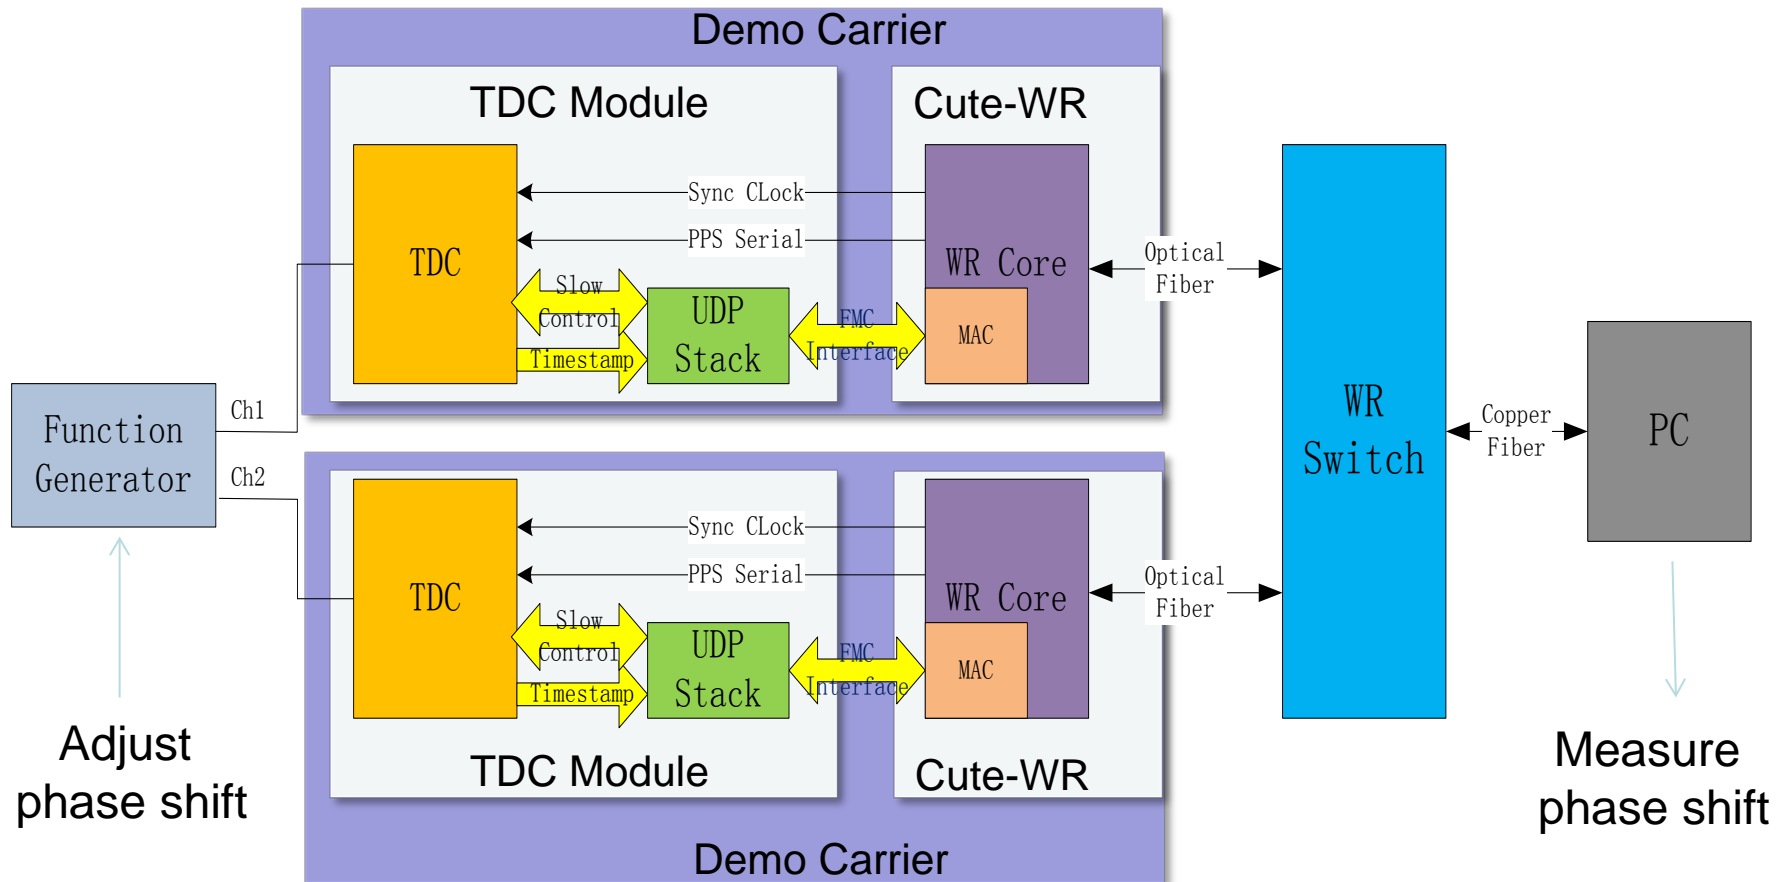 Demo Carrier
TDC Module
Cute-WR
Sync CLock
PPS Serial
TDC
WR Core
Slow
Control
UDP
Stack
FMC
Interface
MAC
Timestamp
Optical
Fiber
Function
Generator
Ch1
Ch2
WR
Switch
Copper
Fiber
PC
Sync CLock
PPS Serial
TDC
WR Core
Slow
Control
UDP
Stack
FMC
Interface
MAC
Timestamp
Optical
Fiber
TDC Module
Cute-WR
Demo Carrier
Adjust
phase shift
Measure
phase shift